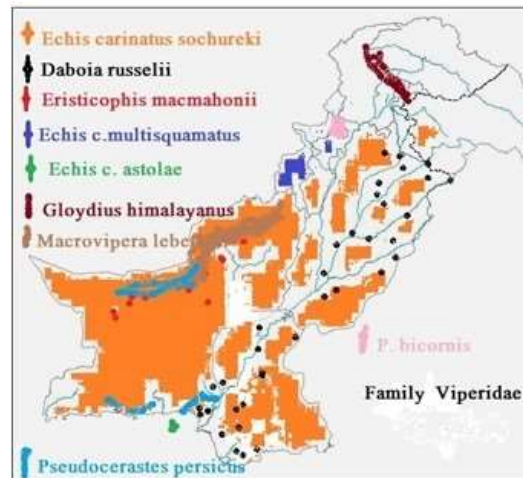 Echis carinatus sochureki
Daboia russelii
Eristicophis macmahonii
Echis c.multisquamatus
Echis c. astolae
Gloydius himalayanus
Macrovipera lebe
P. bicornis
Family Viperidae
Pseudocerastes persicus